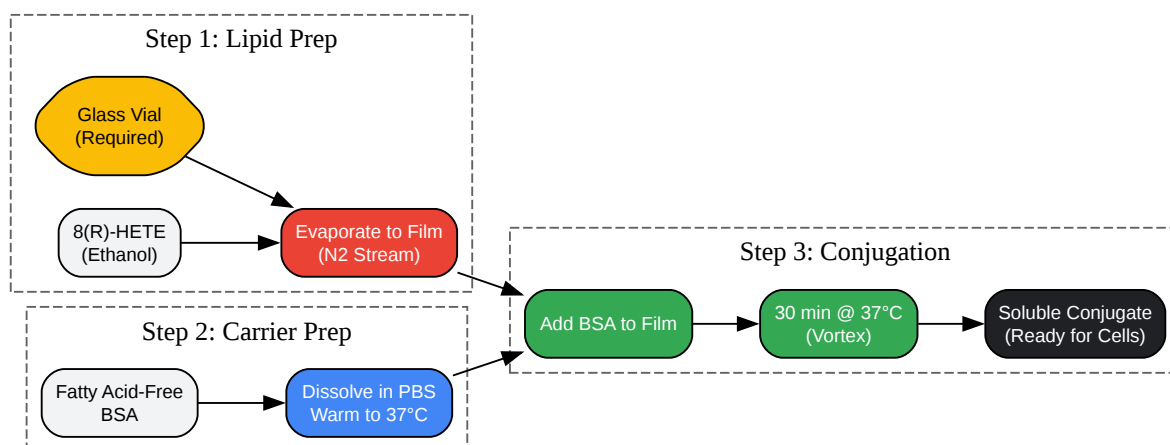 Step 1: Lipid Prep
Glass Vial
(Required)
8(R)-HETE
(Ethanol)
Evaporate to Film
(N2 Stream)
Step 2: Carrier Prep
Fatty Acid-Free
BSA
Dissolve in PBS
Warm to 37°C
Step 3: Conjugation
Add BSA to Film
30 min @ 37°C
(Vortex)
Soluble Conjugate
(Ready for Cells)